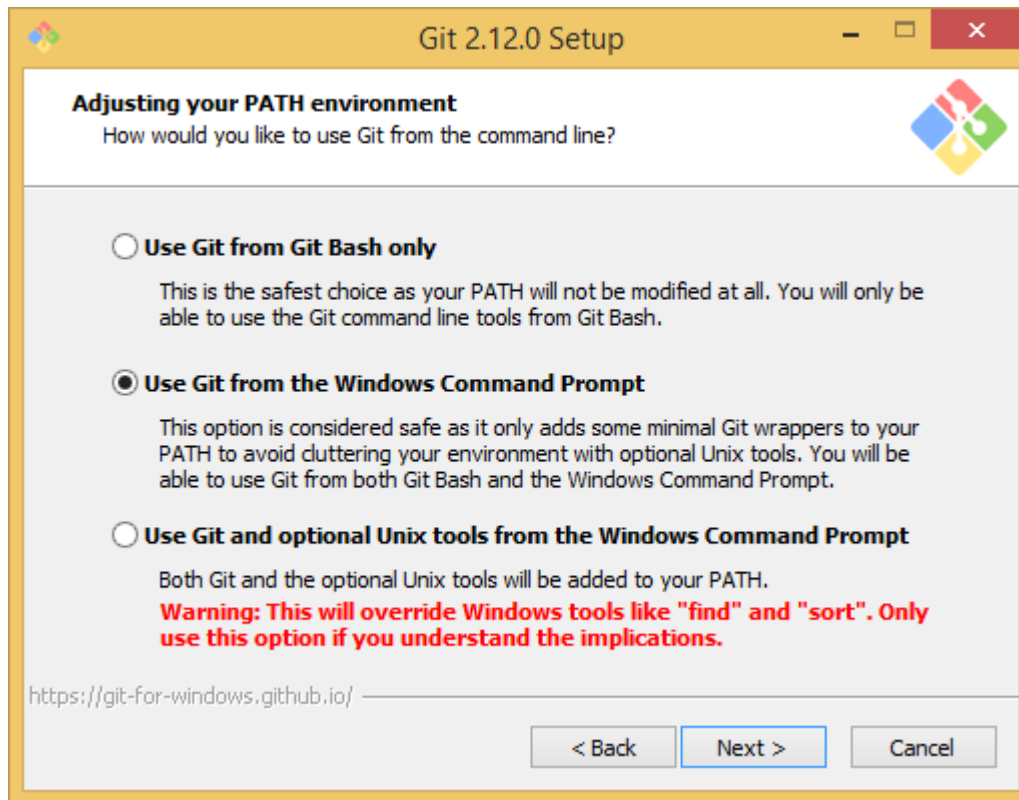 Git 2.12.0 Setup
Adjusting your PATH environment
How would you like to use Git from the command line?
Use Git from Git Bash only
This is the safest choice as your PATH will not be modified at all. You will only be
able to use the Git command line tools from Git Bash.
Use Git from the Windows Command Prompt
This option is considered safe as it only adds some minimal Git wrappers to your
PATH to avoid cluttering your environment with optional Unix tools. You will be
able to use Git from both Git Bash and the Windows Command Prompt.
Use Git and optional Unix tools from the Windows Command Prompt
Both Git and the optional Unix tools will be added to your PATH.
Warning: This will override Windows tools like "find" and "sort". Only
use this option if you understand the implications.
https://git-for-windows.github.io/
< Back Next > Cancel